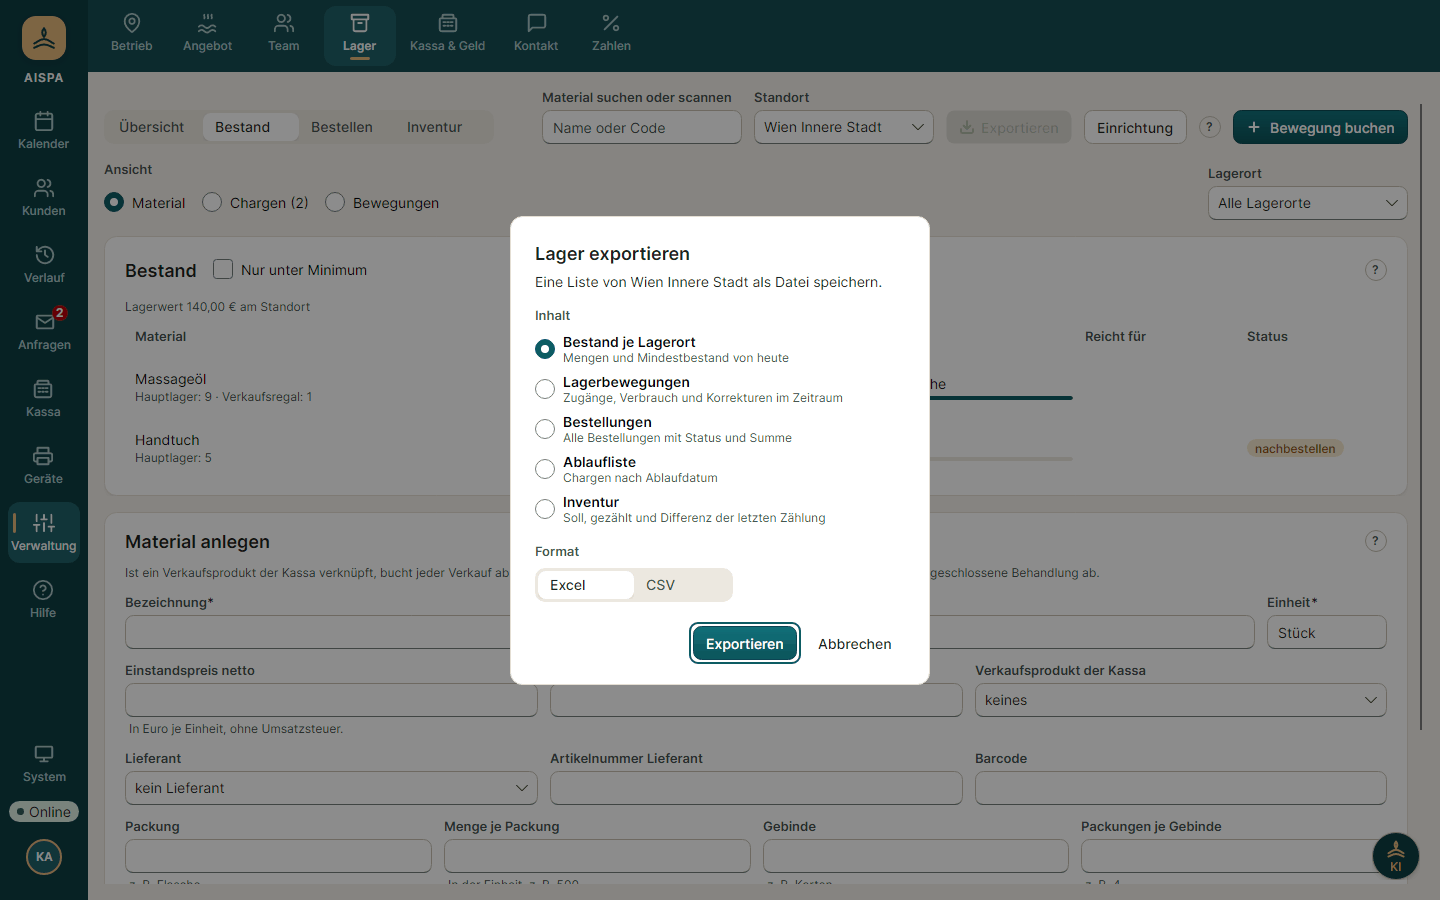 AISPA
Kalender
Kunden
Verlauf
2
Anfragen
Kassa
Geräte
Verwaltung
Hilfe
System
Online
KA
Betrieb
Angebot
Team
Lager
Kassa & Geld
Kontakt
Zahlen
Übersicht
Bestand
Bestellen
Inventur
Material suchen oder scannen
Name oder Code
Standort
Wien Innere Stadt
Exportieren
Einrichtung
?
+ Bewegung buchen
Ansicht
Material
Chargen (2)
Bewegungen
Lagerort
Alle Lagerorte
Bestand
Nur unter Minimum
?
Lagerwert 140,00 € am Standort
Material
Reicht für
Status
Massageöl
Hauptlager: 9 · Verkaufsregal: 1
he
Handtuch
Hauptlager: 5
nachbestellen
Lager exportieren
Eine Liste von Wien Innere Stadt als Datei speichern.
Inhalt
Bestand je Lagerort
Mengen und Mindestbestand von heute
Lagerbewegungen
Zugänge, Verbrauch und Korrekturen im Zeitraum
Bestellungen
Alle Bestellungen mit Status und Summe
Ablaufliste
Chargen nach Ablaufdatum
Inventur
Soll, gezählt und Differenz der letzten Zählung
Format
Excel
CSV
Exportieren
Abbrechen
Material anlegen
?
Ist ein Verkaufsprodukt der Kassa verknüpft, bucht jeder Verkauf ab
geschlossene Behandlung ab.
Bezeichnung*
Einheit*
Stück
Einstandspreis netto
Verkaufsprodukt der Kassa
keines
In Euro je Einheit, ohne Umsatzsteuer.
Lieferant
kein Lieferant
Artikelnummer Lieferant
Barcode
Packung
Menge je Packung
Gebinde
Packungen je Gebinde
z. B. Flasche
In der Einheit, z. B. 500
z. B. Karton
z. B. 4
KI